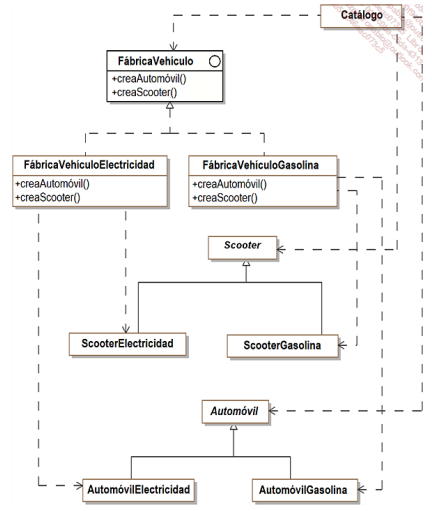 Catálogo
FábricaVehículo
+creaAutomóvil()
+creaScooter()
FábricaVehículoElectricidad
+creaAutomóvil()
+creaScooter()
FábricaVehículoGasolina
+creaAutomóvil()
+creaScooter()
Scooter
ScooterElectricidad
ScooterGasolina
Automóvil
AutomóvilElectricidad
AutomóvilGasolina